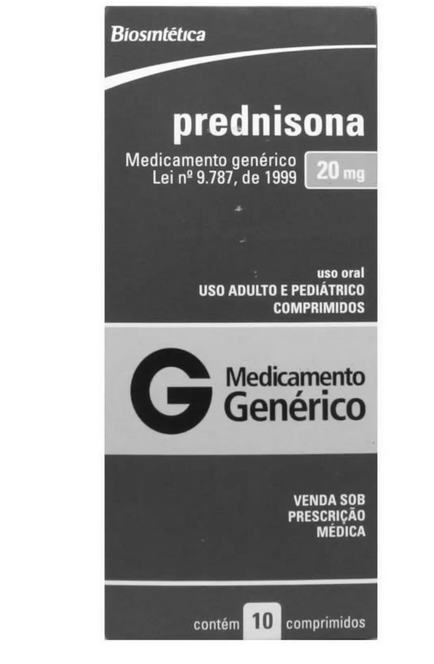 Biosintética
prednisona
Medicamento genérico
Lei nº 9.787, de 1999
20 mg
uso oral
USO ADULTO E PEDIÁTRICO
COMPRIMIDOS
G
Medicamento
Genérico
VENDA SOB
PRESCRIÇÃO
MÉDICA
contém 10 comprimidos